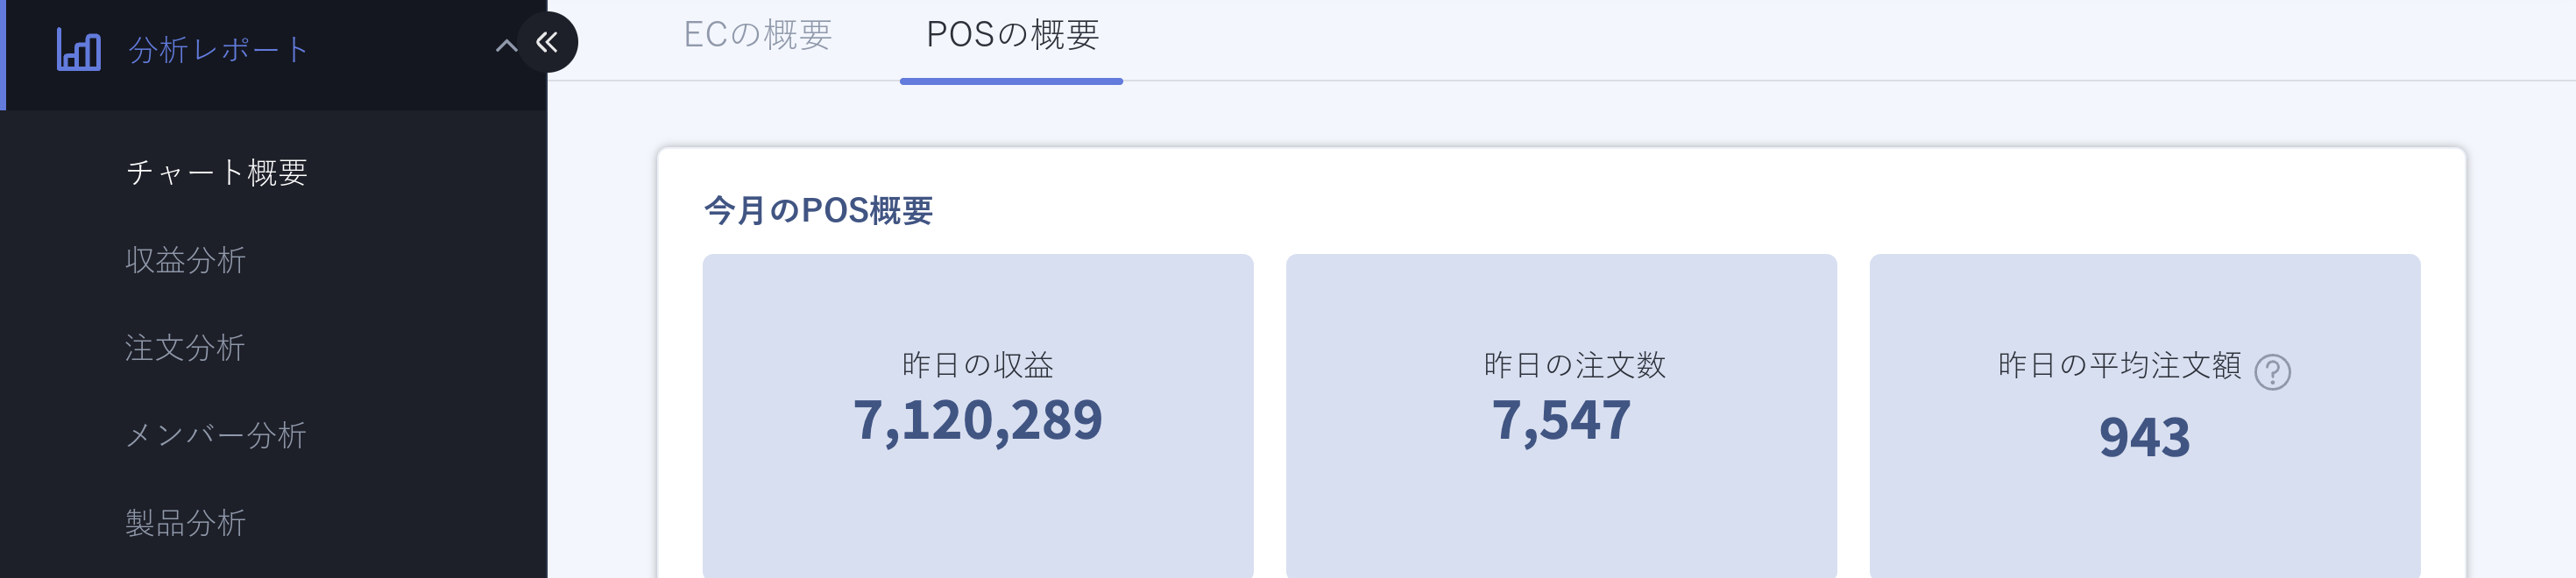 分析レポート
チャート概要
収益分析
注文分析
メンバー分析
製品分析
ECの概要
POSの概要
今月のPOS概要
昨日の収益
7,120,289
昨日の注文数
7,547
昨日の平均注文額 ?
943